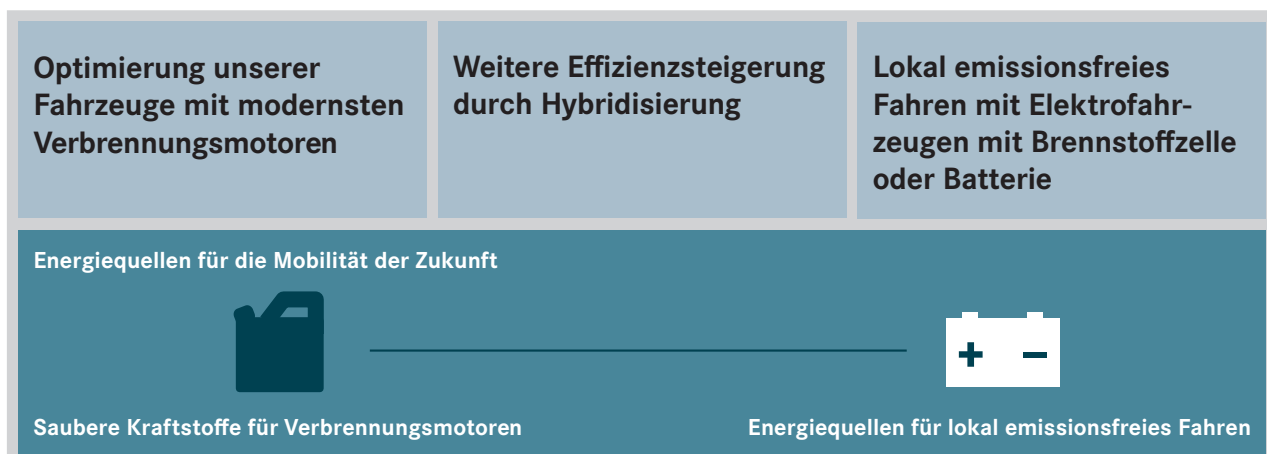 Optimierung unserer
Fahrzeuge mit modernsten
Verbrennungsmotoren
Weitere Effizienzsteigerung
durch Hybridisierung
Lokal emissionsfreies
Fahren mit Elektrofahr-
zeugen mit Brennstoffzelle
oder Batterie
Energiequellen für die Mobilität der Zukunft
+ −
Saubere Kraftstoffe für Verbrennungsmotoren
Energiequellen für lokal emissionsfreies Fahren